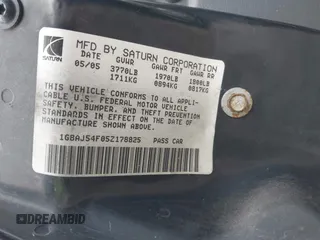 MFD BY SATURN CORPORATION
DATE GVWR GAWR FRT GAWR RR
05/05 3770LB 1970LB 1800LB
1711KG 0894KG 0817KG
SATURN
THIS VEHICLE CONFORMS TO ALL APPLI-
CABLE U.S. FEDERAL MOTOR VEHICLE
SAFETY, BUMPER, AND THEFT PREVENTION
STANDARDS IN EFFECT ON THE DATE OF
MANUFACTURE SHOWN ABOVE.
1G8AJ54F05Z178825 PASS CAR
DREAMBID